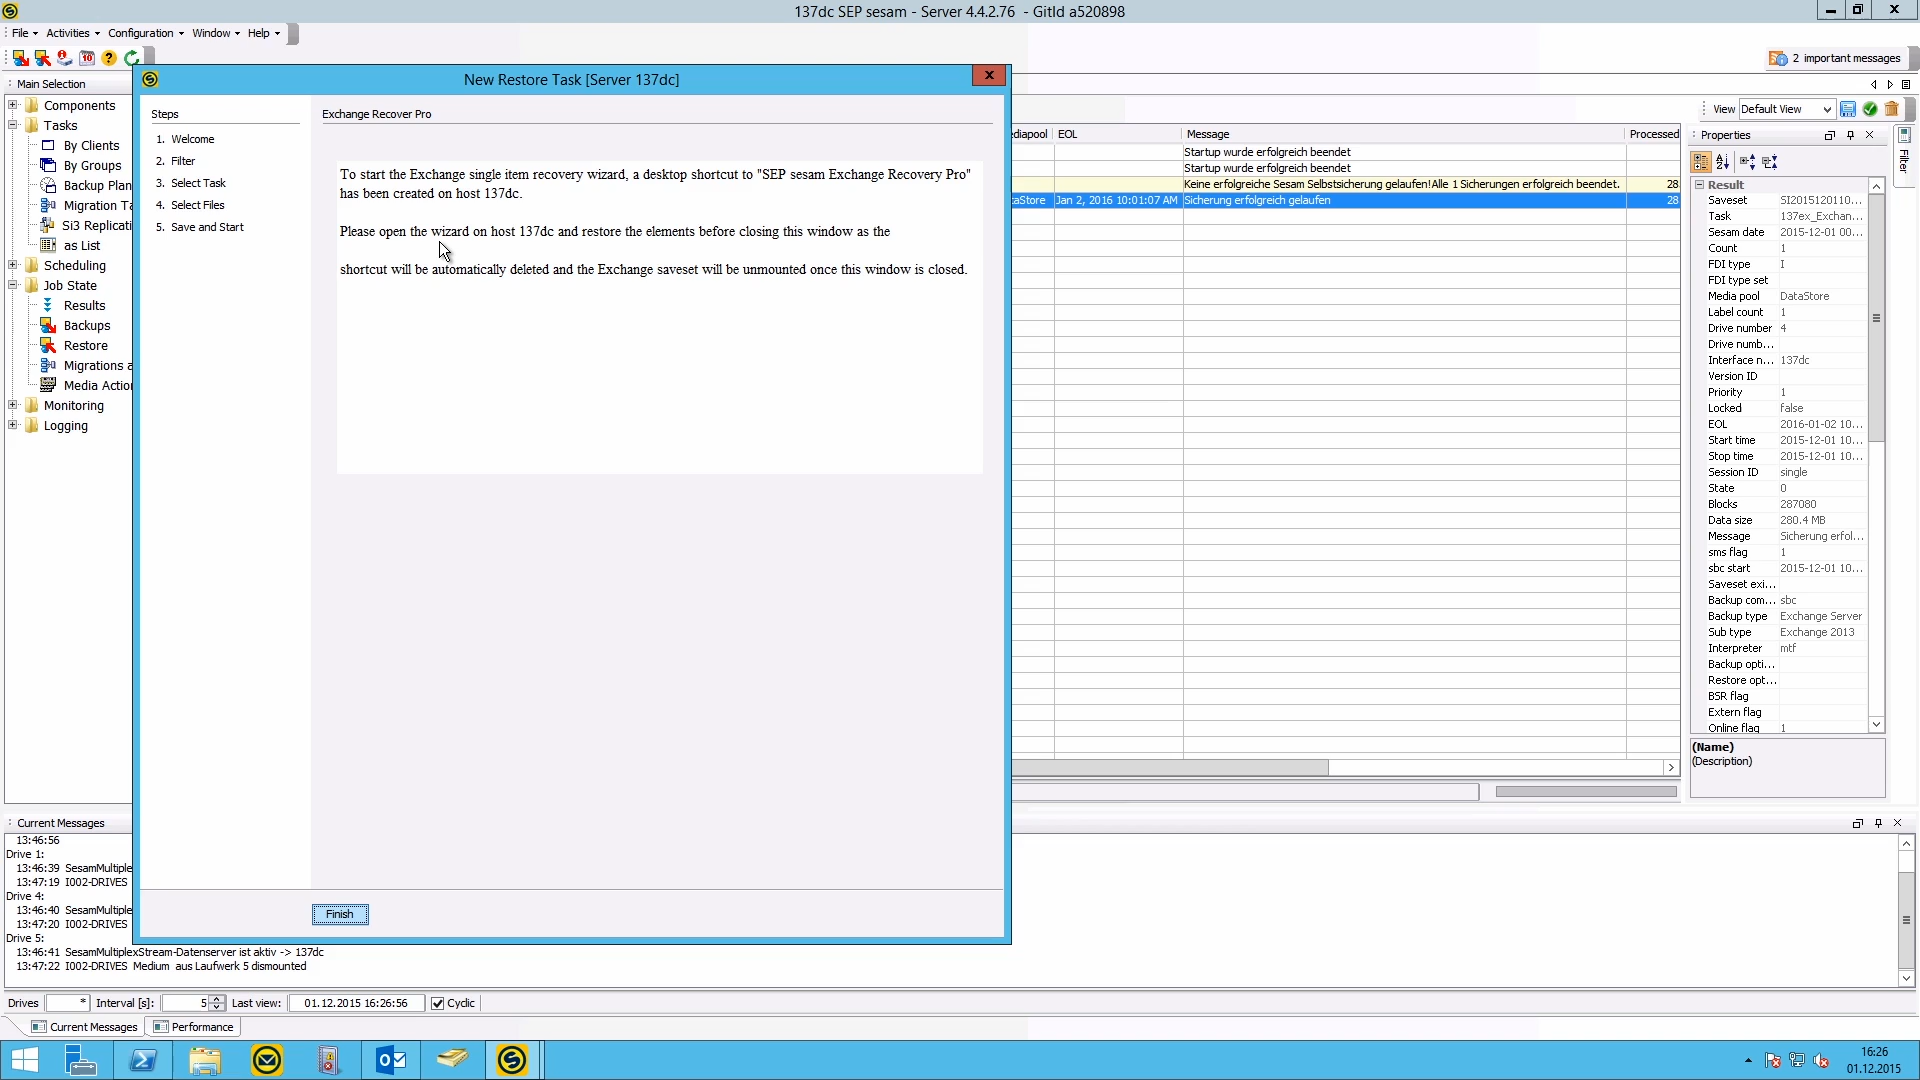 137dc SEP sesam - Server 4.4.2.76 - GitId a520898
File Activities Configuration Window Help
2 important messages
Main Selection
Components
Tasks
By Clients
By Groups
Backup Plan
Migration Ta
Si3 Replicati
as List
Scheduling
Job State
Results
Backups
Restore
Migrations a
Media Action
Monitoring
Logging
New Restore Task [Server 137dc]
Steps
1. Welcome
2. Filter
3. Select Task
4. Select Files
5. Save and Start
Exchange Recover Pro
To start the Exchange single item recovery wizard, a desktop shortcut to "SEP sesam Exchange Recovery Pro"
has been created on host 137dc.
Please open the wizard on host 137dc and restore the elements before closing this window as the
shortcut will be automatically deleted and the Exchange saveset will be unmounted once this window is closed.
Finish
View Default View
ediapool EOL Message Processed
Startup wurde erfolgreich beendet
Startup wurde erfolgreich beendet
Keine erfolgreiche Sesam Selbstsicherung gelaufen!Alle 1 Sicherungen erfolgreich beendet. 28
taStore Jan 2, 2016 10:01:07 AM Sicherung erfolgreich gelaufen 28
Properties
Filter
Result
Saveset SI2015120110...
Task 137ex_Exchan...
Sesam date 2015-12-01 00...
Count 1
FDI type I
FDI type set
Media pool DataStore
Label count 1
Drive number 4
Drive numb...
Interface n... 137dc
Version ID
Priority 1
Locked false
EOL 2016-01-02 10...
Start time 2015-12-01 10...
Stop time 2015-12-01 10...
Session ID single
State 0
Blocks 287080
Data size 280.4 MB
Message Sicherung erfol...
sms flag 1
sbc start 2015-12-01 10...
Saveset exi...
Backup com... sbc
Backup type Exchange Server
Sub type Exchange 2013
Interpreter mtf
Backup opti...
Restore opt...
BSR flag
Extern flag
Online flag 1
(Name)
(Description)
Current Messages
13:46:56
Drive 1:
13:46:39 SesamMultiple
13:47:19 I002-DRIVES
Drive 4:
13:46:40 SesamMultiple
13:47:20 I002-DRIVES
Drive 5:
13:46:41 SesamMultiplexStream-Datenserver ist aktiv -> 137dc
13:47:22 I002-DRIVES Medium aus Laufwerk 5 dismounted
Drives * Interval [s]: 5 Last view: 01.12.2015 16:26:56 Cyclic
Current Messages Performance
16:26
01.12.2015